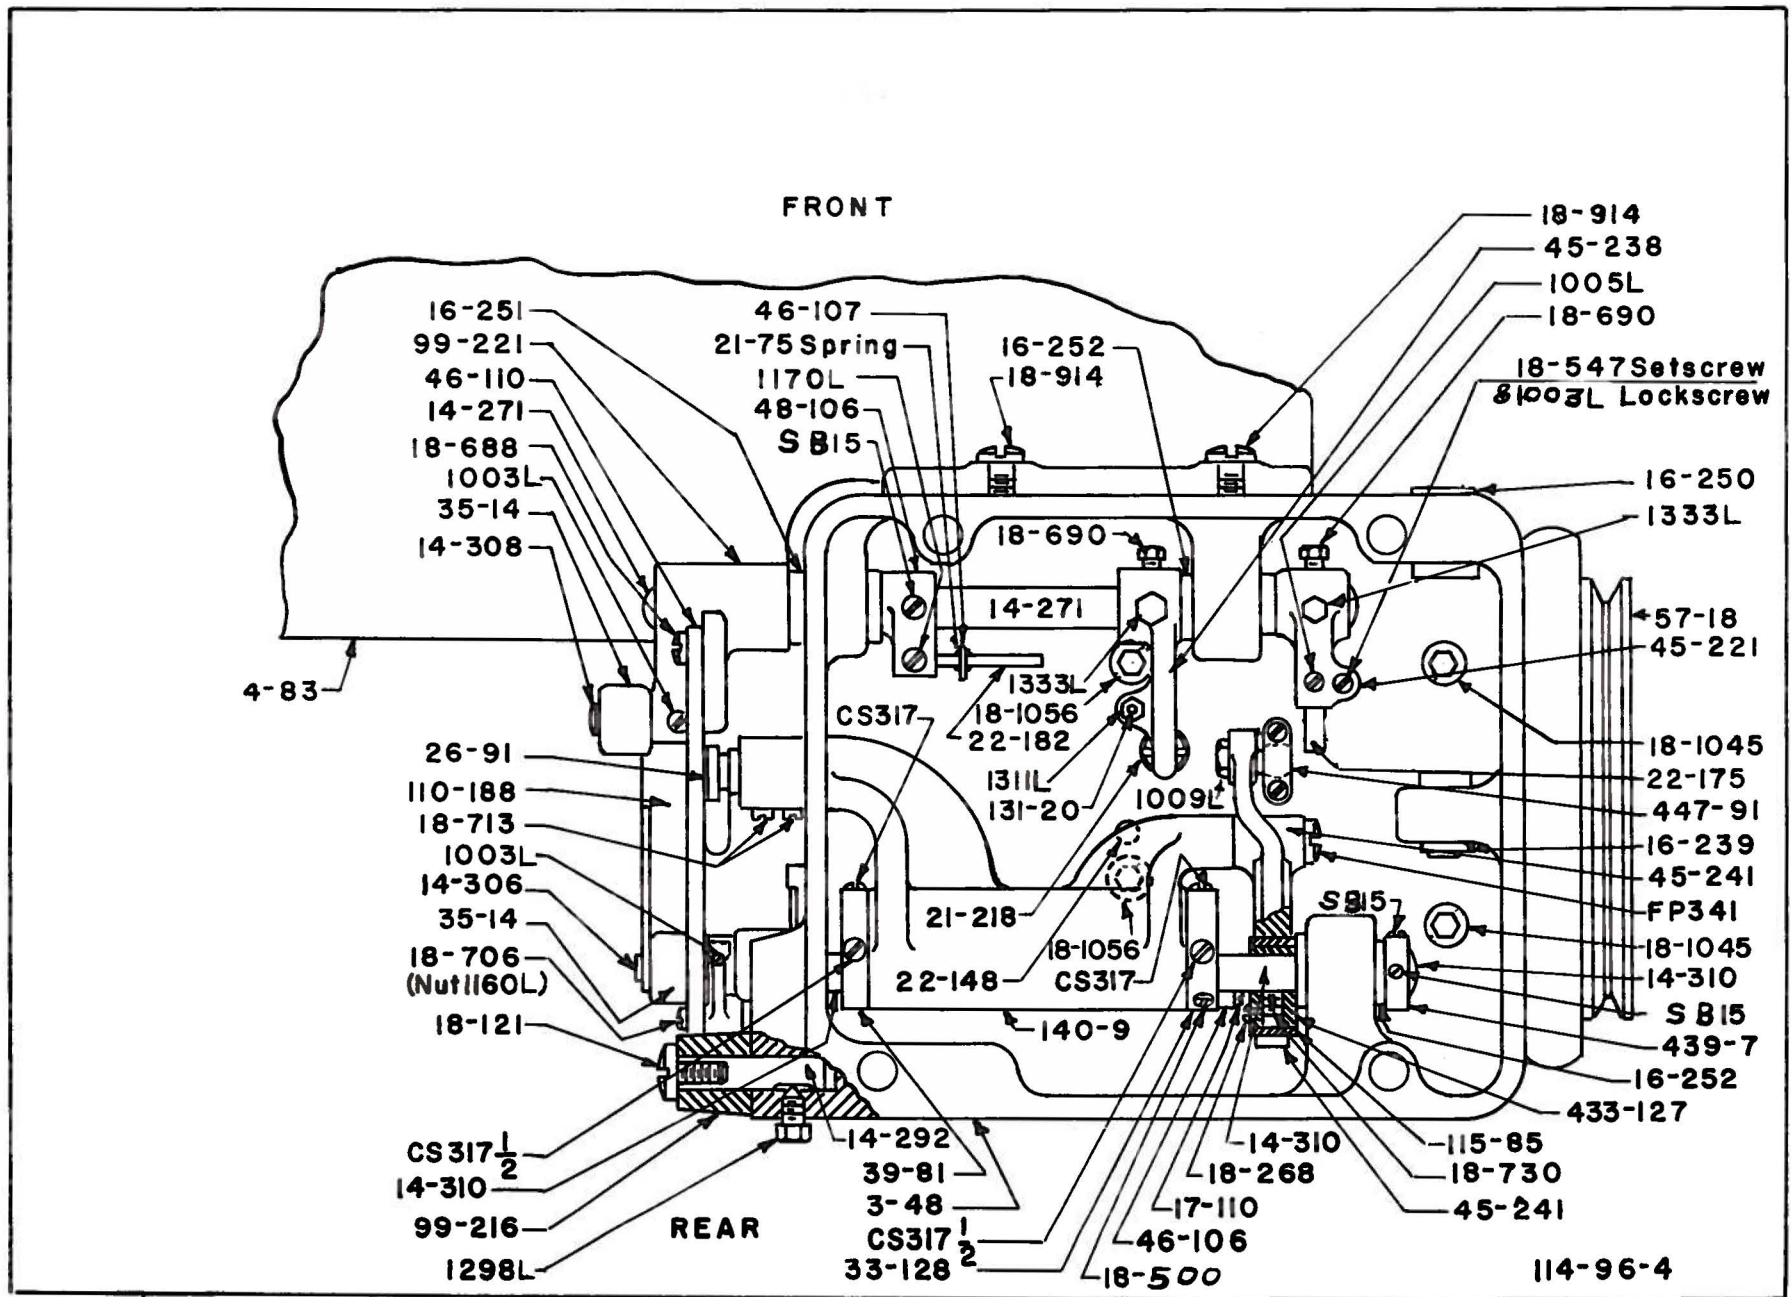 FRONT
16-251
99-221
46-110
14-271
18-688
1003L
35-14
14-308
4-83
46-107
21-75 Spring
1170L
48-106
SB15
16-252
18-914
18-914
45-238
1005L
18-690
18-547 Setscrew
&1003L Lockscrew
16-250
1333L
18-690
14-271
57-18
45-221
1333L
18-1056
22-182
CS317
1311L
131-20
1009L
18-1045
22-175
447-91
16-239
45-241
FP341
18-1045
14-310
SB15
439-7
16-252
433-127
26-91
110-188
18-713
1003L
14-306
35-14
18-706
(Nut 1160L)
18-121
21-218
18-1056
22-148
CS317
SB15
140-9
CS317 1/2
14-310
99-216
1298L
14-292
39-81
3-48
CS317 1/2
33-128
14-310
18-268
17-110
46-106
18-500
115-85
18-730
45-241
REAR
114-96-4